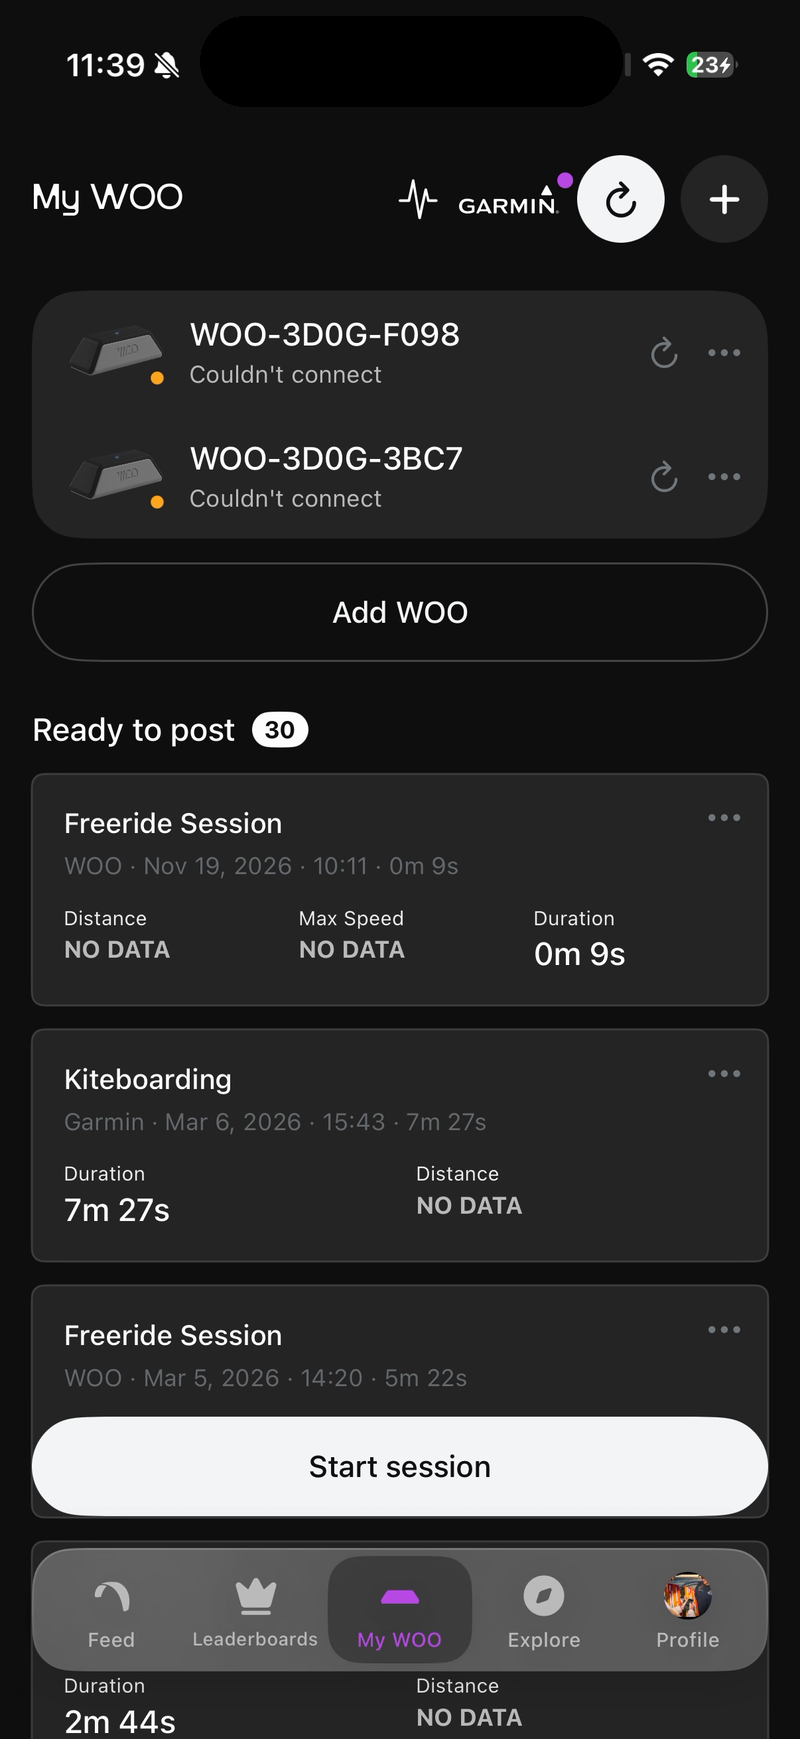 11:39
23
My WOO
GARMIN
WOO-3D0G-F098
Couldn't connect
WOO-3D0G-3BC7
Couldn't connect
Add WOO
Ready to post 30
Freeride Session
WOO · Nov 19, 2026 · 10:11 · 0m 9s
Distance Max Speed Duration
NO DATA NO DATA 0m 9s
Kiteboarding
Garmin · Mar 6, 2026 · 15:43 · 7m 27s
Duration Distance
7m 27s NO DATA
Freeride Session
WOO · Mar 5, 2026 · 14:20 · 5m 22s
Start session
Feed Leaderboards My WOO Explore Profile
Duration Distance
2m 44s NO DATA